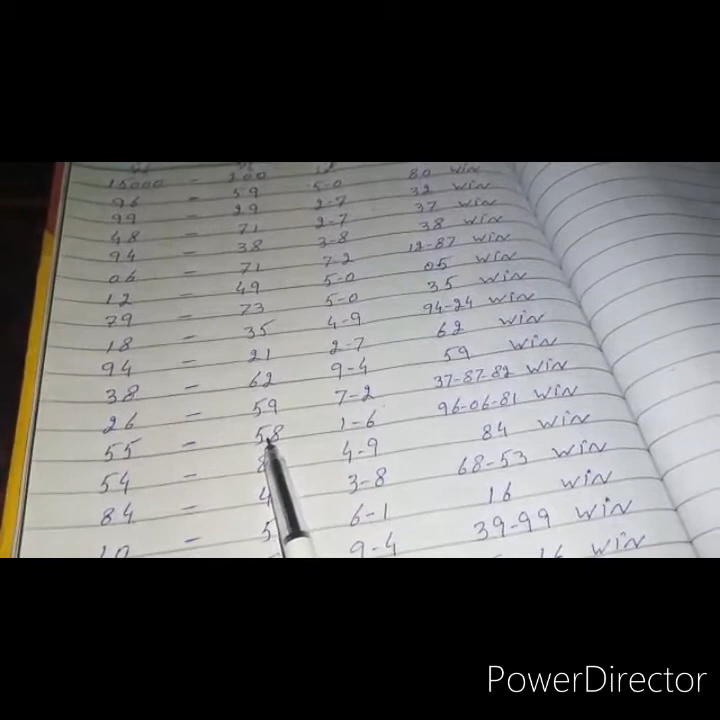 15000 - 100 80 win
96 - 59 5-0 32 win
99 - 29 2-7 37 win
48 - 71 2-7 38 win
94 - 38 3-8 12-87 win
06 - 71 7-2 05 win
12 - 49 5-0 35 win
79 - 73 5-0 94-24 win
18 - 35 4-9 62 win
94 - 21 2-7 59 win
38 - 62 9-4 37-87-82 win
26 - 59 7-2 96-06-81 win
55 - 58 1-6 84 win
54 - 4-9 68-53 win
84 - 3-8 16 win
10 - 6-1 39-99 win
9-4 16 win
PowerDirector